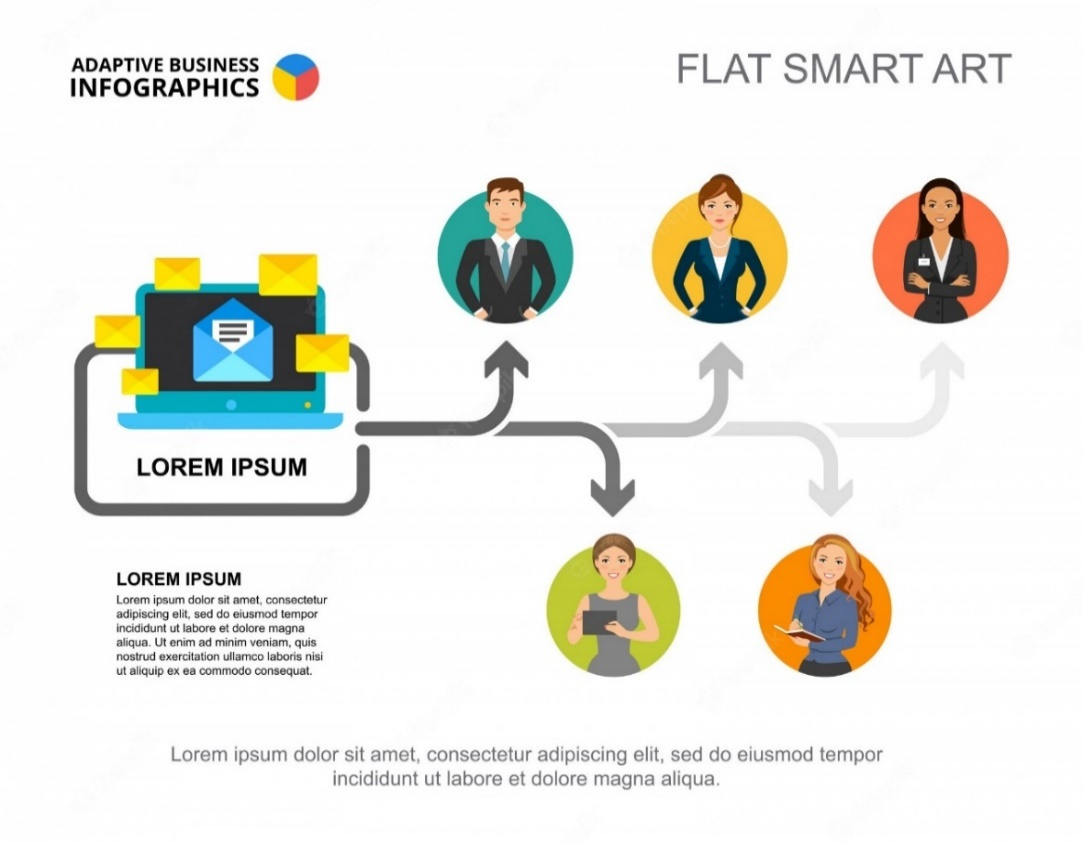 ADAPTIVE BUSINESS
INFOGRAPHICS
FLAT SMART ART
LOREM IPSUM
LOREM IPSUM
Lorem ipsum dolor sit amet, consectetur
adipiscing elit, sed do eiusmod tempor
incididunt ut labore et dolore magna
aliqua. Ut enim ad minim veniam, quis
nostrud exercitation ullamco laboris nisi
ut aliquip ex ea commodo consequat.
Lorem ipsum dolor sit amet, consectetur adipiscing elit, sed do eiusmod tempor
incididunt ut labore et dolore magna aliqua.